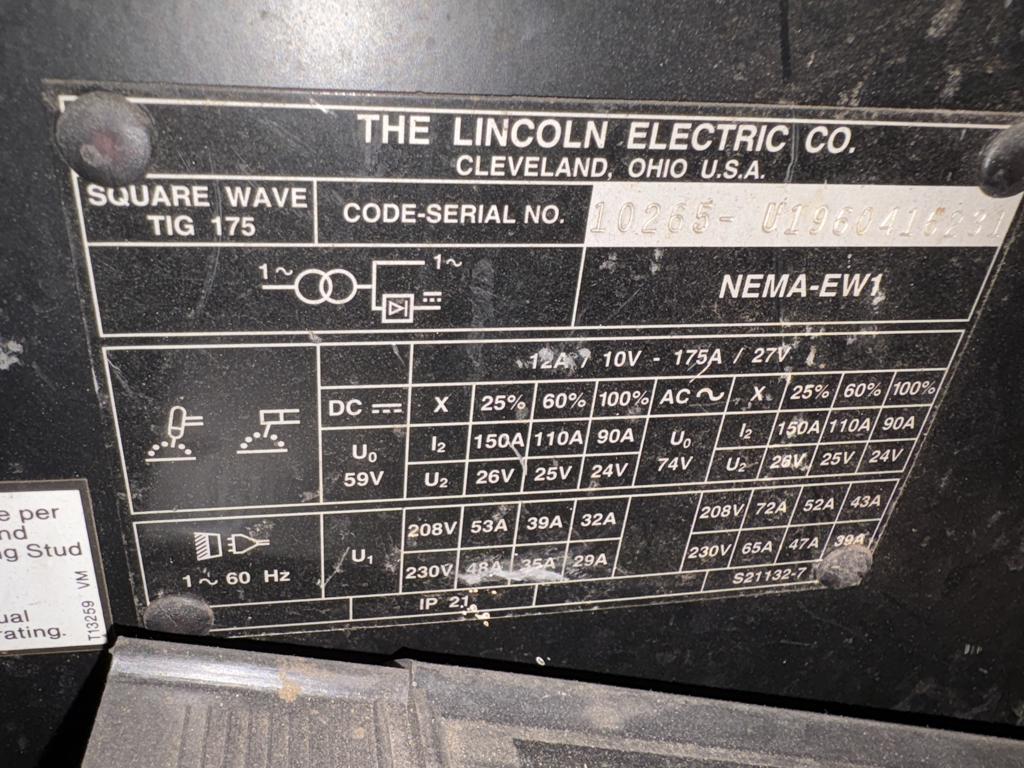 THE LINCOLN ELECTRIC CO.
CLEVELAND, OHIO U.S.A.
SQUARE WAVE
TIG 175
CODE-SERIAL NO.
10265- U1960416231
1~
1~
NEMA-EW1
12A / 10V - 175A / 27V
DC X 25% 60% 100% AC ~ X 25% 60% 100%
U0 59V I2 150A 110A 90A U0 74V I2 150A 110A 90A
U2 26V 25V 24V U2 26V 25V 24V
1 ~ 60 Hz
U1 208V 53A 39A 32A 208V 72A 52A 43A
230V 48A 35A 29A 230V 65A 47A 39A
IP 21
S21132-7
e per
nd
ng Stud
ual
rating.
T13259 VM